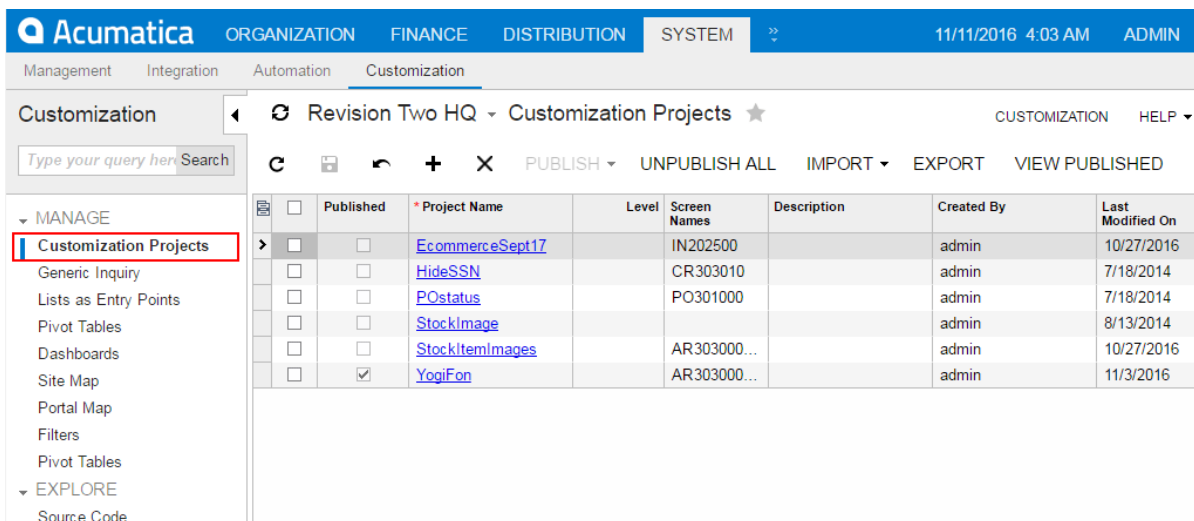 Acumatica ORGANIZATION FINANCE DISTRIBUTION SYSTEM 11/11/2016 4:03 AM ADMIN
Management Integration Automation Customization
Customization
Revision Two HQ Customization Projects CUSTOMIZATION HELP
Type your query her Search
PUBLISH UNPUBLISH ALL IMPORT EXPORT VIEW PUBLISHED
MANAGE
Customization Projects
Generic Inquiry
Lists as Entry Points
Pivot Tables
Dashboards
Site Map
Portal Map
Filters
Pivot Tables
EXPLORE
Source Code
Published * Project Name Level Screen Names Description Created By Last Modified On
EcommerceSept17 IN202500 admin 10/27/2016
HideSSN CR303010 admin 7/18/2014
POstatus PO301000 admin 7/18/2014
StockImage admin 8/13/2014
StockItemImages AR303000... admin 10/27/2016
YogiFon AR303000... admin 11/3/2016